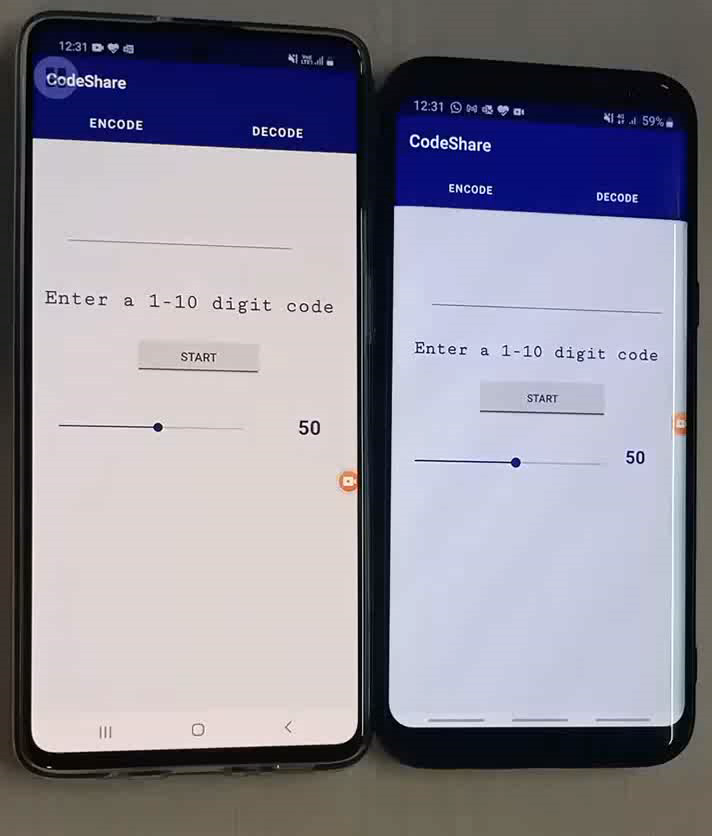 12:31
CodeShare
ENCODE DECODE
Enter a 1-10 digit code
START
50
12:31 59%
CodeShare
ENCODE DECODE
Enter a 1-10 digit code
START
50